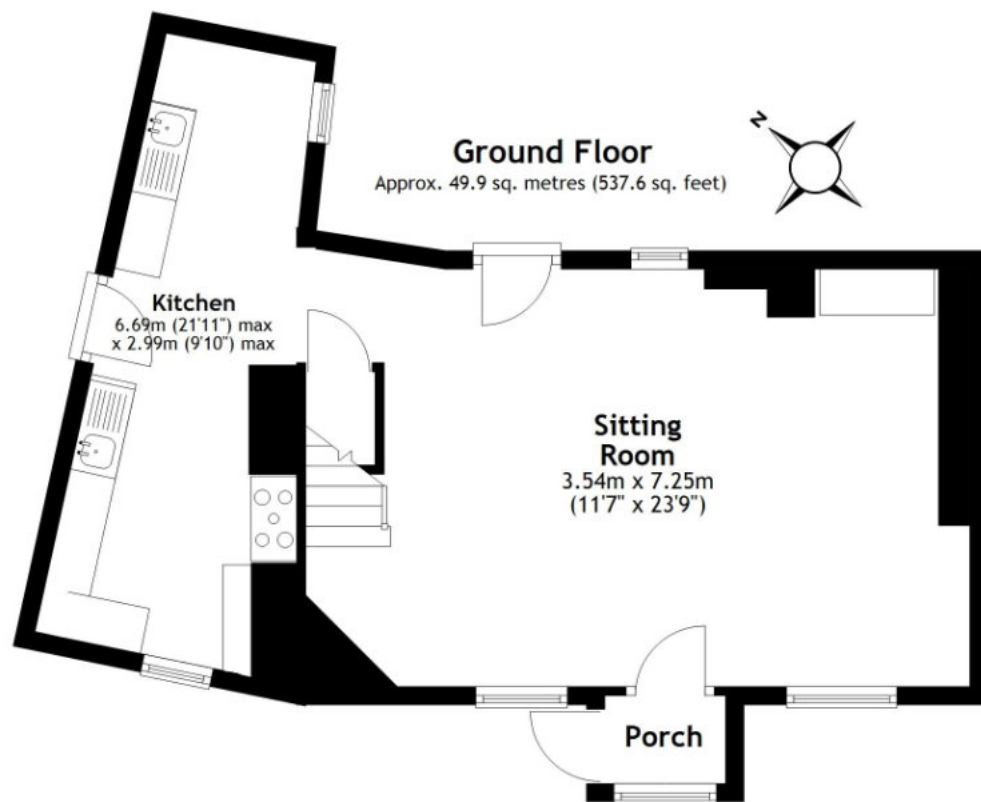 Ground Floor
Approx. 49.9 sq. metres (537.6 sq. feet)
N
Kitchen
6.69m (21'11") max
x 2.99m (9'10") max
Sitting
Room
3.54m x 7.25m
(11'7" x 23'9")
Porch